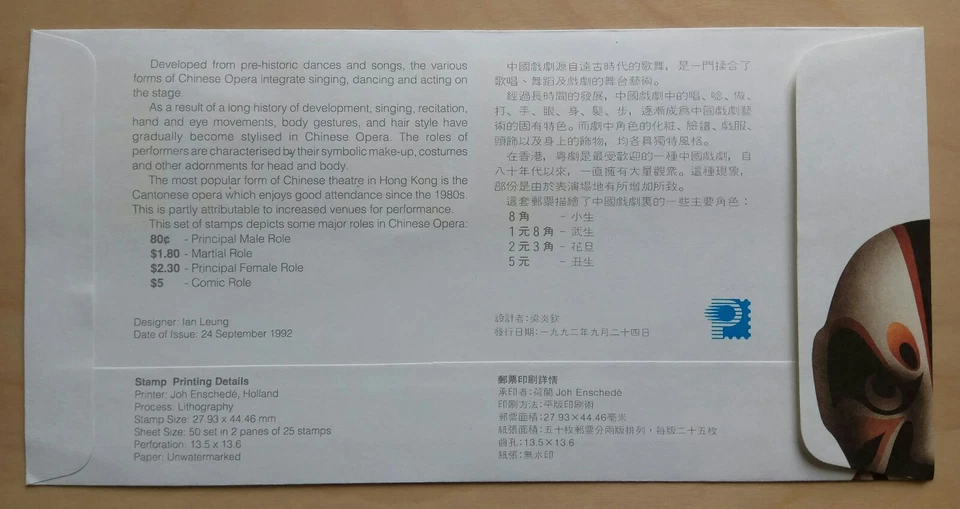 Developed from pre-historic dances and songs, the various
forms of Chinese Opera integrate singing, dancing and acting on
the stage.
As a result of a long history of development, singing, recitation,
hand and eye movements, body gestures, and hair style have
gradually become stylised in Chinese Opera. The roles of
performers are characterised by their symbolic make-up, costumes
and other adornments for head and body.
The most popular form of Chinese theatre in Hong Kong is the
Cantonese opera which enjoys good attendance since the 1980s.
This is partly attributable to increased venues for performance.
This set of stamps depicts some major roles in Chinese Opera:
80¢ - Principal Male Role
$1.80 - Martial Role
$2.30 - Principal Female Role
$5 - Comic Role
Designer: Ian Leung
Date of Issue: 24 September 1992
中國戲劇源自遠古時代的歌舞，是一門揉合了
歌唱、舞蹈及戲劇的舞台藝術。
經過長時間的發展，中國戲劇中的唱、唸、做、
打、手、眼、身、髮、步，逐漸成為中國戲劇藝
術的固有特色。而劇中角色的化粧、臉譜、戲服、
頭飾以及身上的飾物，均各具獨特風格。
在香港，粵劇是最受歡迎的一種中國戲劇，自
八十年代以來，一直擁有大量觀眾。這種現象，
部份是由於表演場地有所增加所致。
這套郵票描繪了中國戲劇裏的一些主要角色：
8角 - 小生
1元8角 - 武生
2元3角 - 花旦
5元 - 丑生
設計者：梁炎欽
發行日期：一九九二年九月二十四日
Stamp Printing Details
Printer: Joh Enschedé, Holland
Process: Lithography
Stamp Size: 27.93 x 44.46 mm
Sheet Size: 50 set in 2 panes of 25 stamps
Perforation: 13.5 x 13.6
Paper: Unwatermarked
郵票印刷詳情
承印者：荷蘭 Joh Enschedé
印刷方法：平版印刷術
郵票面積：27.93×44.46毫米
紙張面積：五十枚郵票分兩版排列，每版二十五枚
齒孔：13.5×13.6
紙張：無水印